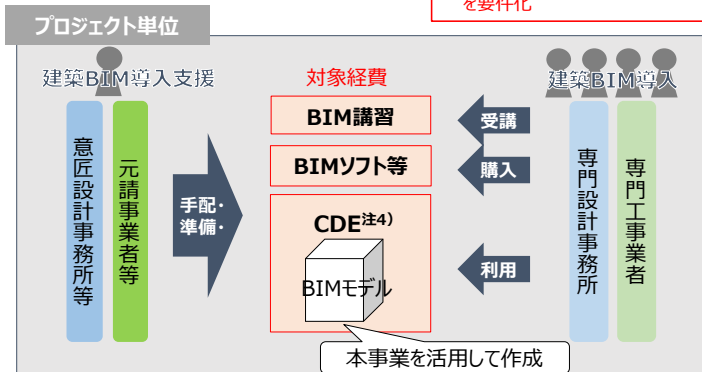 を要件化
プロジェクト単位
建築BIM導入支援
対象経費
建築BIM導入
意匠設計事務所等
元請事業者等
手配・
準備・
BIM講習
BIMソフト等
CDE注4)
BIMモデル
受講
購入
利用
専門設計事務所
専門工事業者
本事業を活用して作成